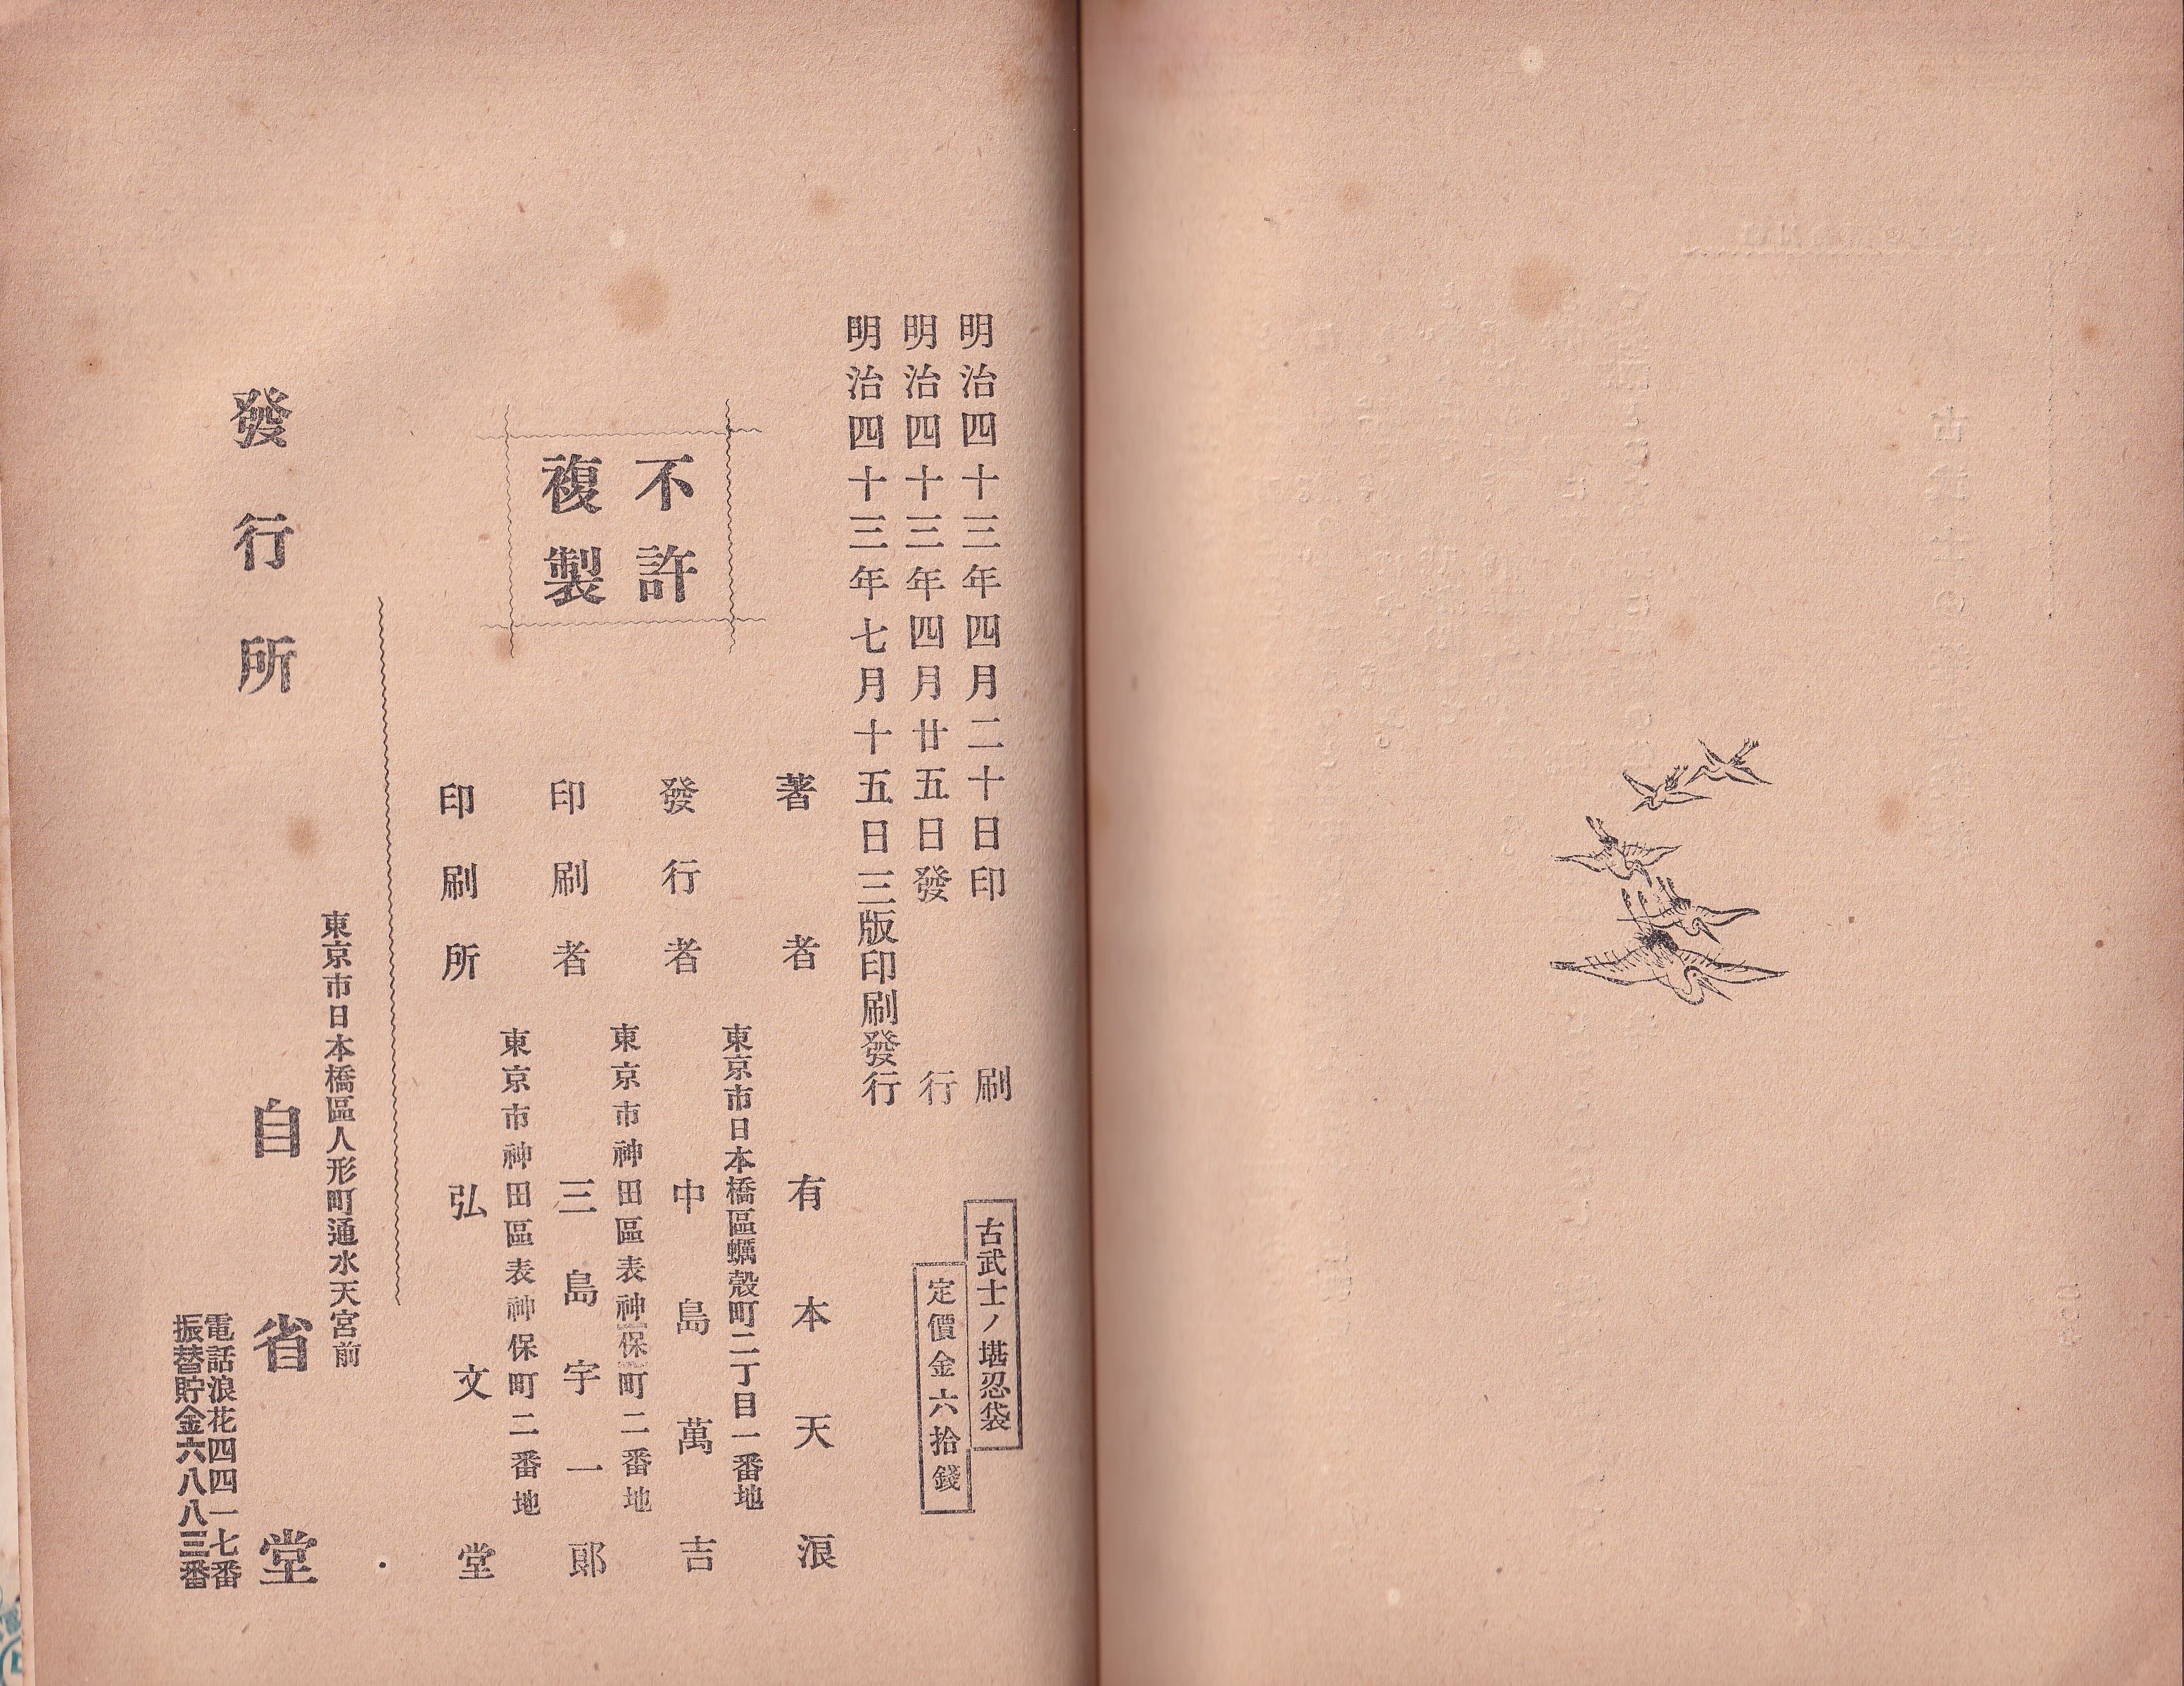 明治四十三年四月二十日印刷
明治四十三年四月廿五日發行
明治四十三年七月十五日三版印刷發行
古武士ノ堪忍袋
定價金六拾錢
不許
複製
著者 有本天浪
東京市日本橋區蠣殼町二丁目一番地
發行者 中島萬吉
東京市神田區表神保町二番地
印刷者 三島宇一郎
東京市神田區表神保町二番地
印刷所 弘文堂
東京市日本橋區人形町通水天宮前
發行所 自省堂
電話浪花四四一七番
振替貯金六八八三番